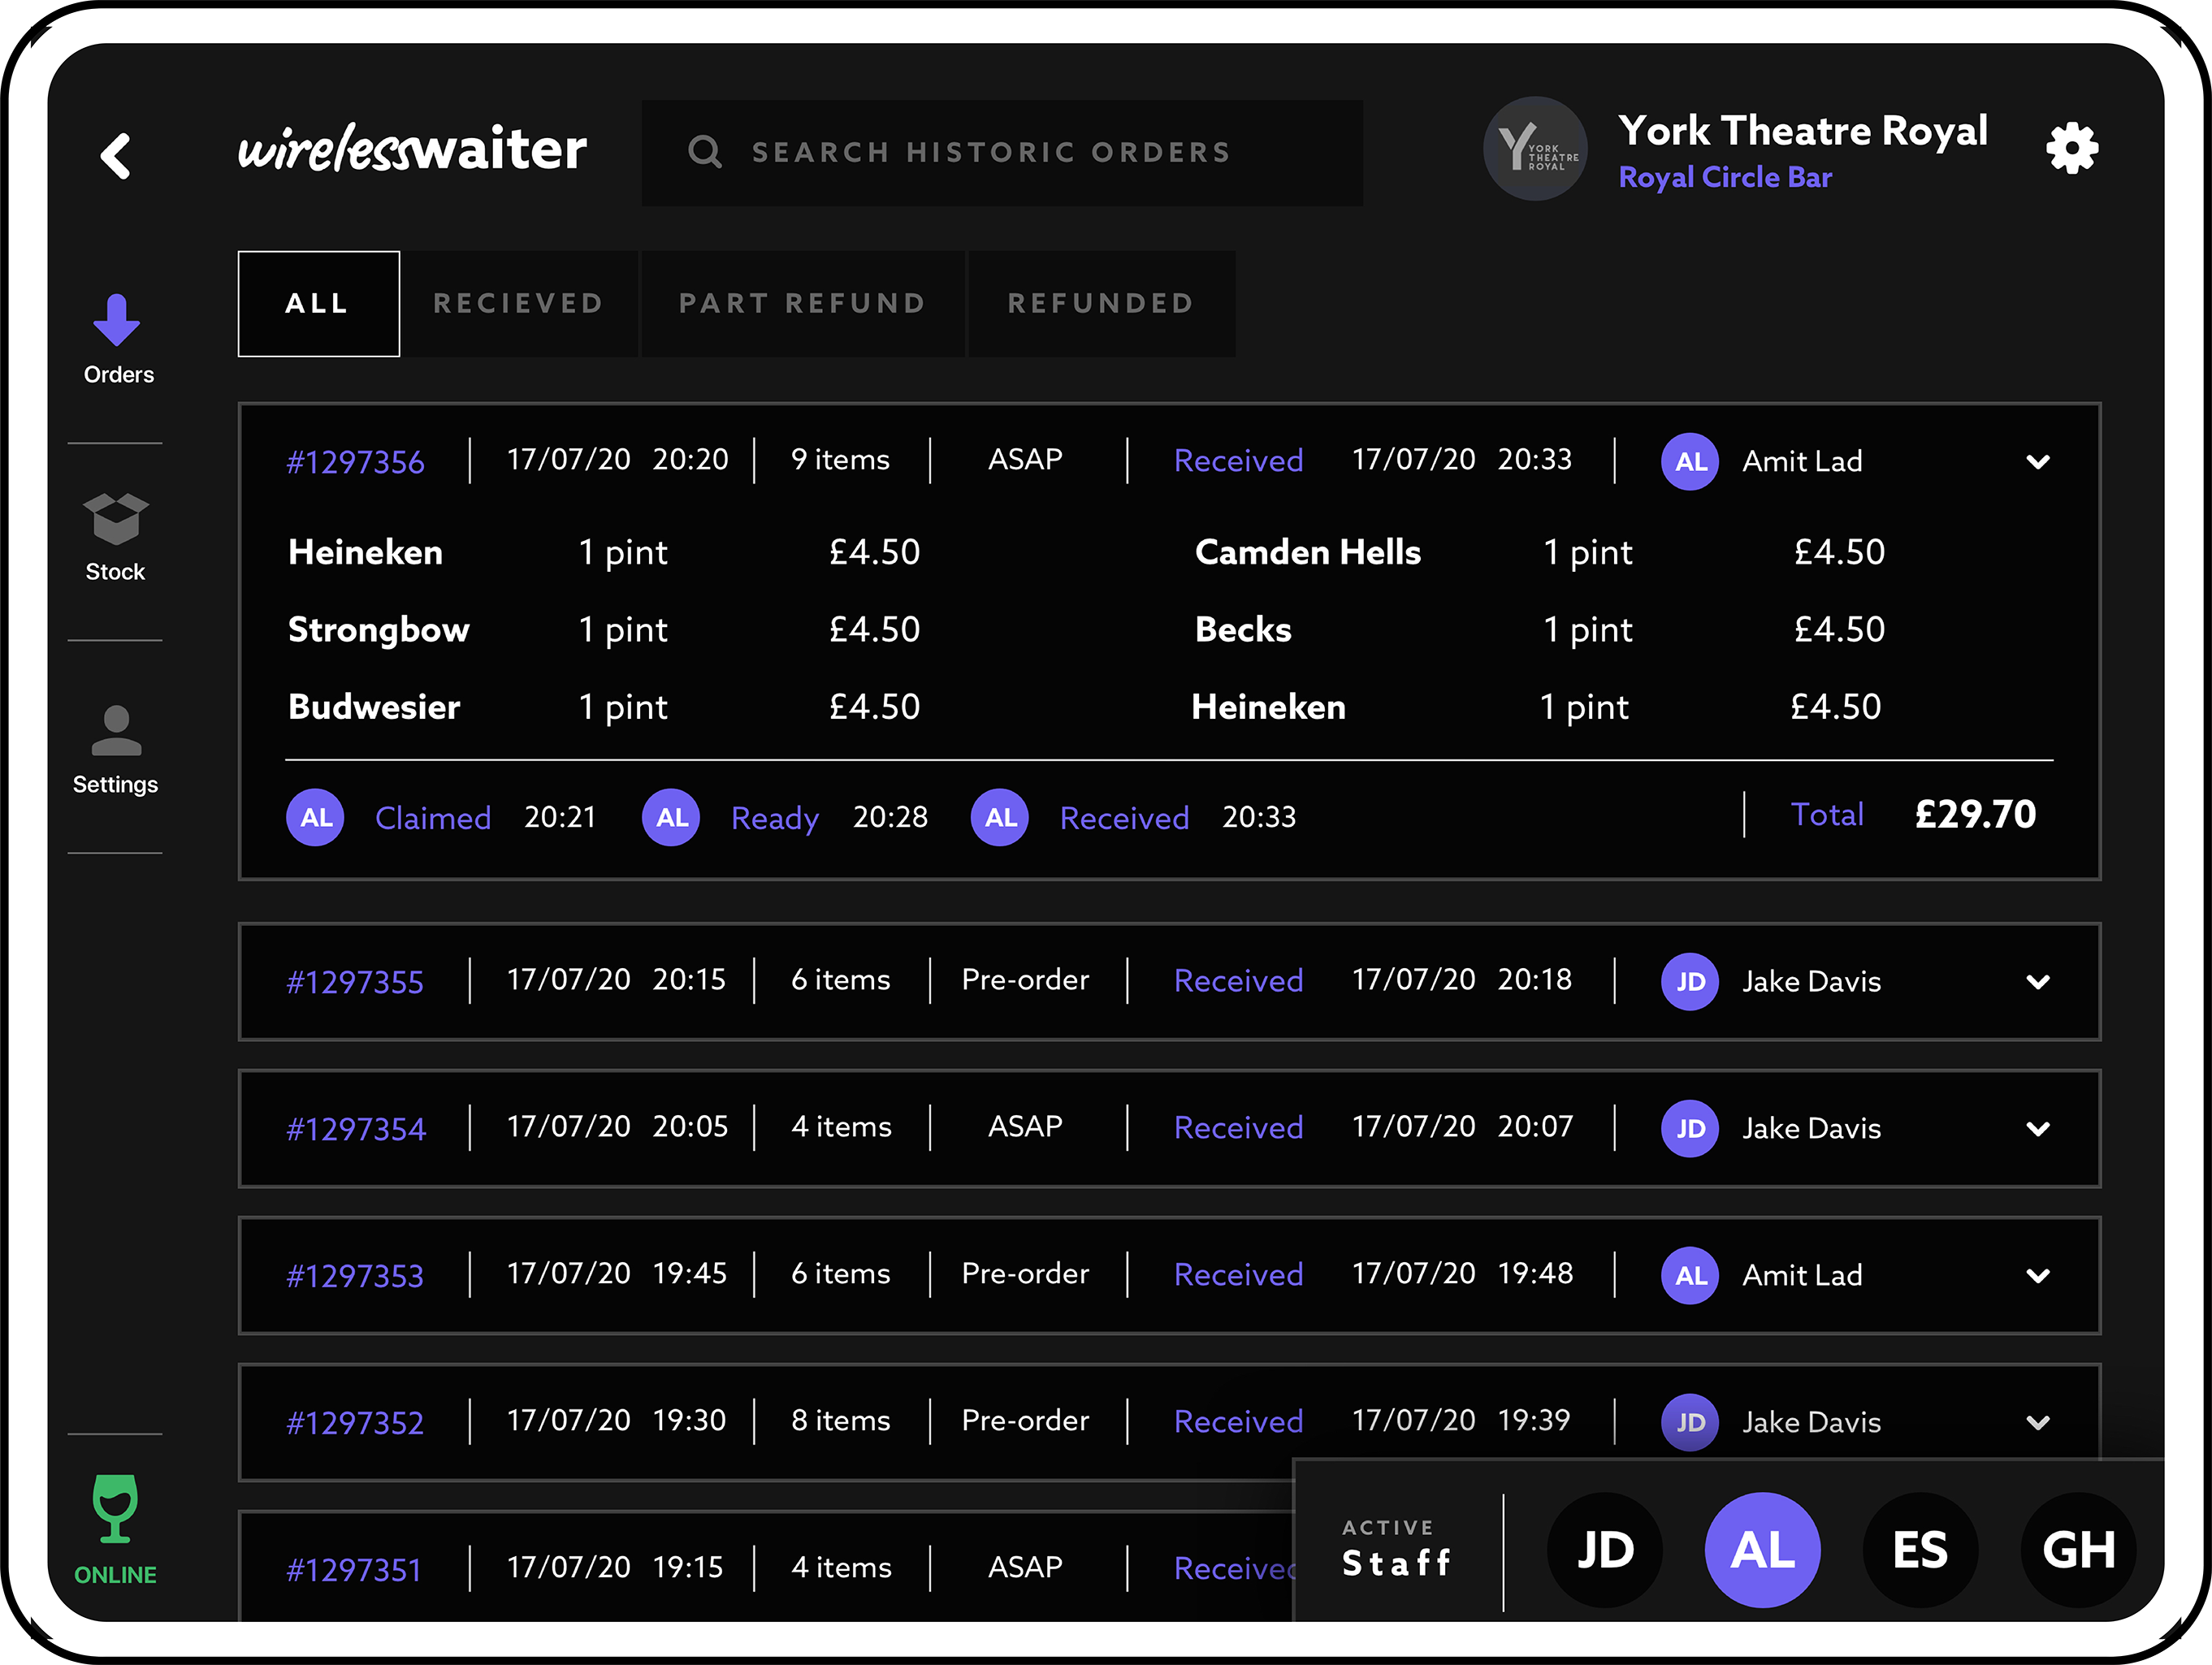 wirelesswaiter
SEARCH HISTORIC ORDERS
YORK THEATRE ROYAL
York Theatre Royal
Royal Circle Bar
ALL RECIEVED PART REFUND REFUNDED
Orders
Stock
Settings
ONLINE
#1297356 17/07/20 20:20 9 items ASAP Received 17/07/20 20:33 AL Amit Lad
Heineken 1 pint £4.50 Camden Hells 1 pint £4.50
Strongbow 1 pint £4.50 Becks 1 pint £4.50
Budwesier 1 pint £4.50 Heineken 1 pint £4.50
AL Claimed 20:21 AL Ready 20:28 AL Received 20:33 Total £29.70
#1297355 17/07/20 20:15 6 items Pre-order Received 17/07/20 20:18 JD Jake Davis
#1297354 17/07/20 20:05 4 items ASAP Received 17/07/20 20:07 JD Jake Davis
#1297353 17/07/20 19:45 6 items Pre-order Received 17/07/20 19:48 AL Amit Lad
#1297352 17/07/20 19:30 8 items Pre-order Received 17/07/20 19:39 JD Jake Davis
#1297351 17/07/20 19:15 4 items ASAP Received
ACTIVE
Staff
JD AL ES GH